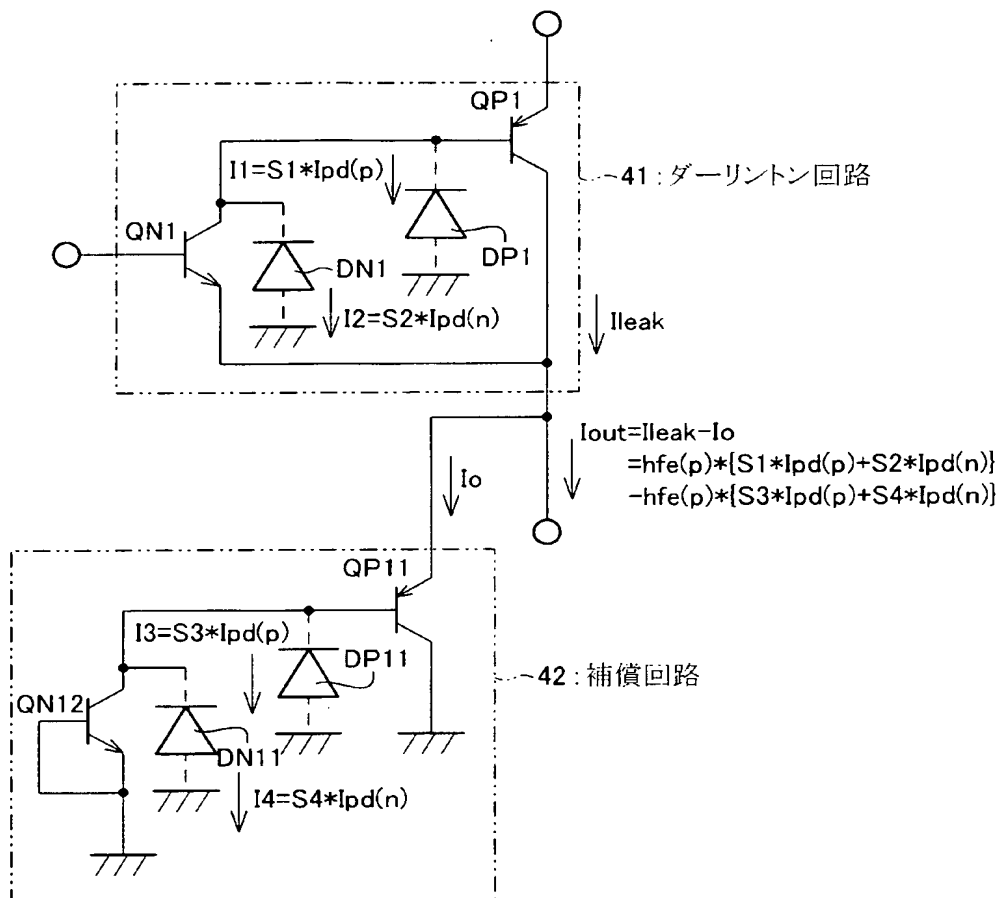 QP1
I1=S1*Ipd(p)
41:ダーリントン回路
QN1
DP1
DN1
I2=S2*Ipd(n)
Ileak
Iout=Ileak-Io
=hfe(p)*{S1*Ipd(p)+S2*Ipd(n)}
-hfe(p)*{S3*Ipd(p)+S4*Ipd(n)}
Io
QP11
I3=S3*Ipd(p)
DP11
42:補償回路
QN12
DN11
I4=S4*Ipd(n)